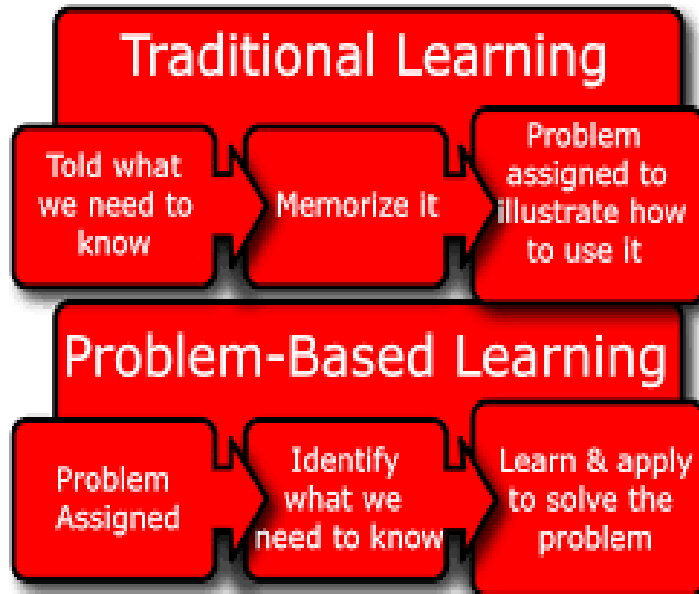 Traditional Learning
Told what
we need to
know
Memorize it
Problem
assigned to
illustrate how
to use it
Problem-Based Learning
Problem
Assigned
Identify
what we
need to know
Learn & apply
to solve the
problem